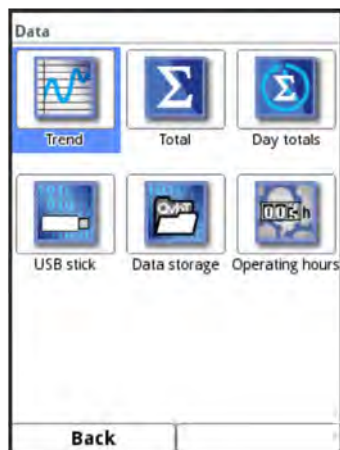 Data
Trend
Total
Day totals
USB stick
Data storage
Operating hours
Back